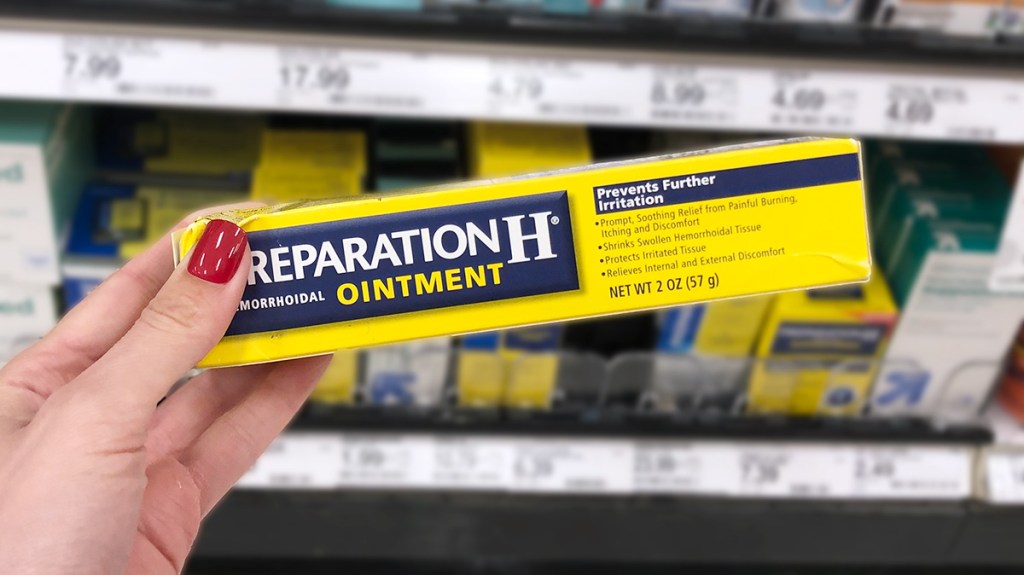 7.99
17.99
4.79
8.99
4.69
4.69
REPARATION H®
MORRHOIDAL OINTMENT
Prevents Further
Irritation
•Prompt, Soothing Relief from Painful Burning,
Itching and Discomfort
•Shrinks Swollen Hemorrhoidal Tissue
•Protects Irritated Tissue
•Relieves Internal and External Discomfort
NET WT 2 OZ (57 g)